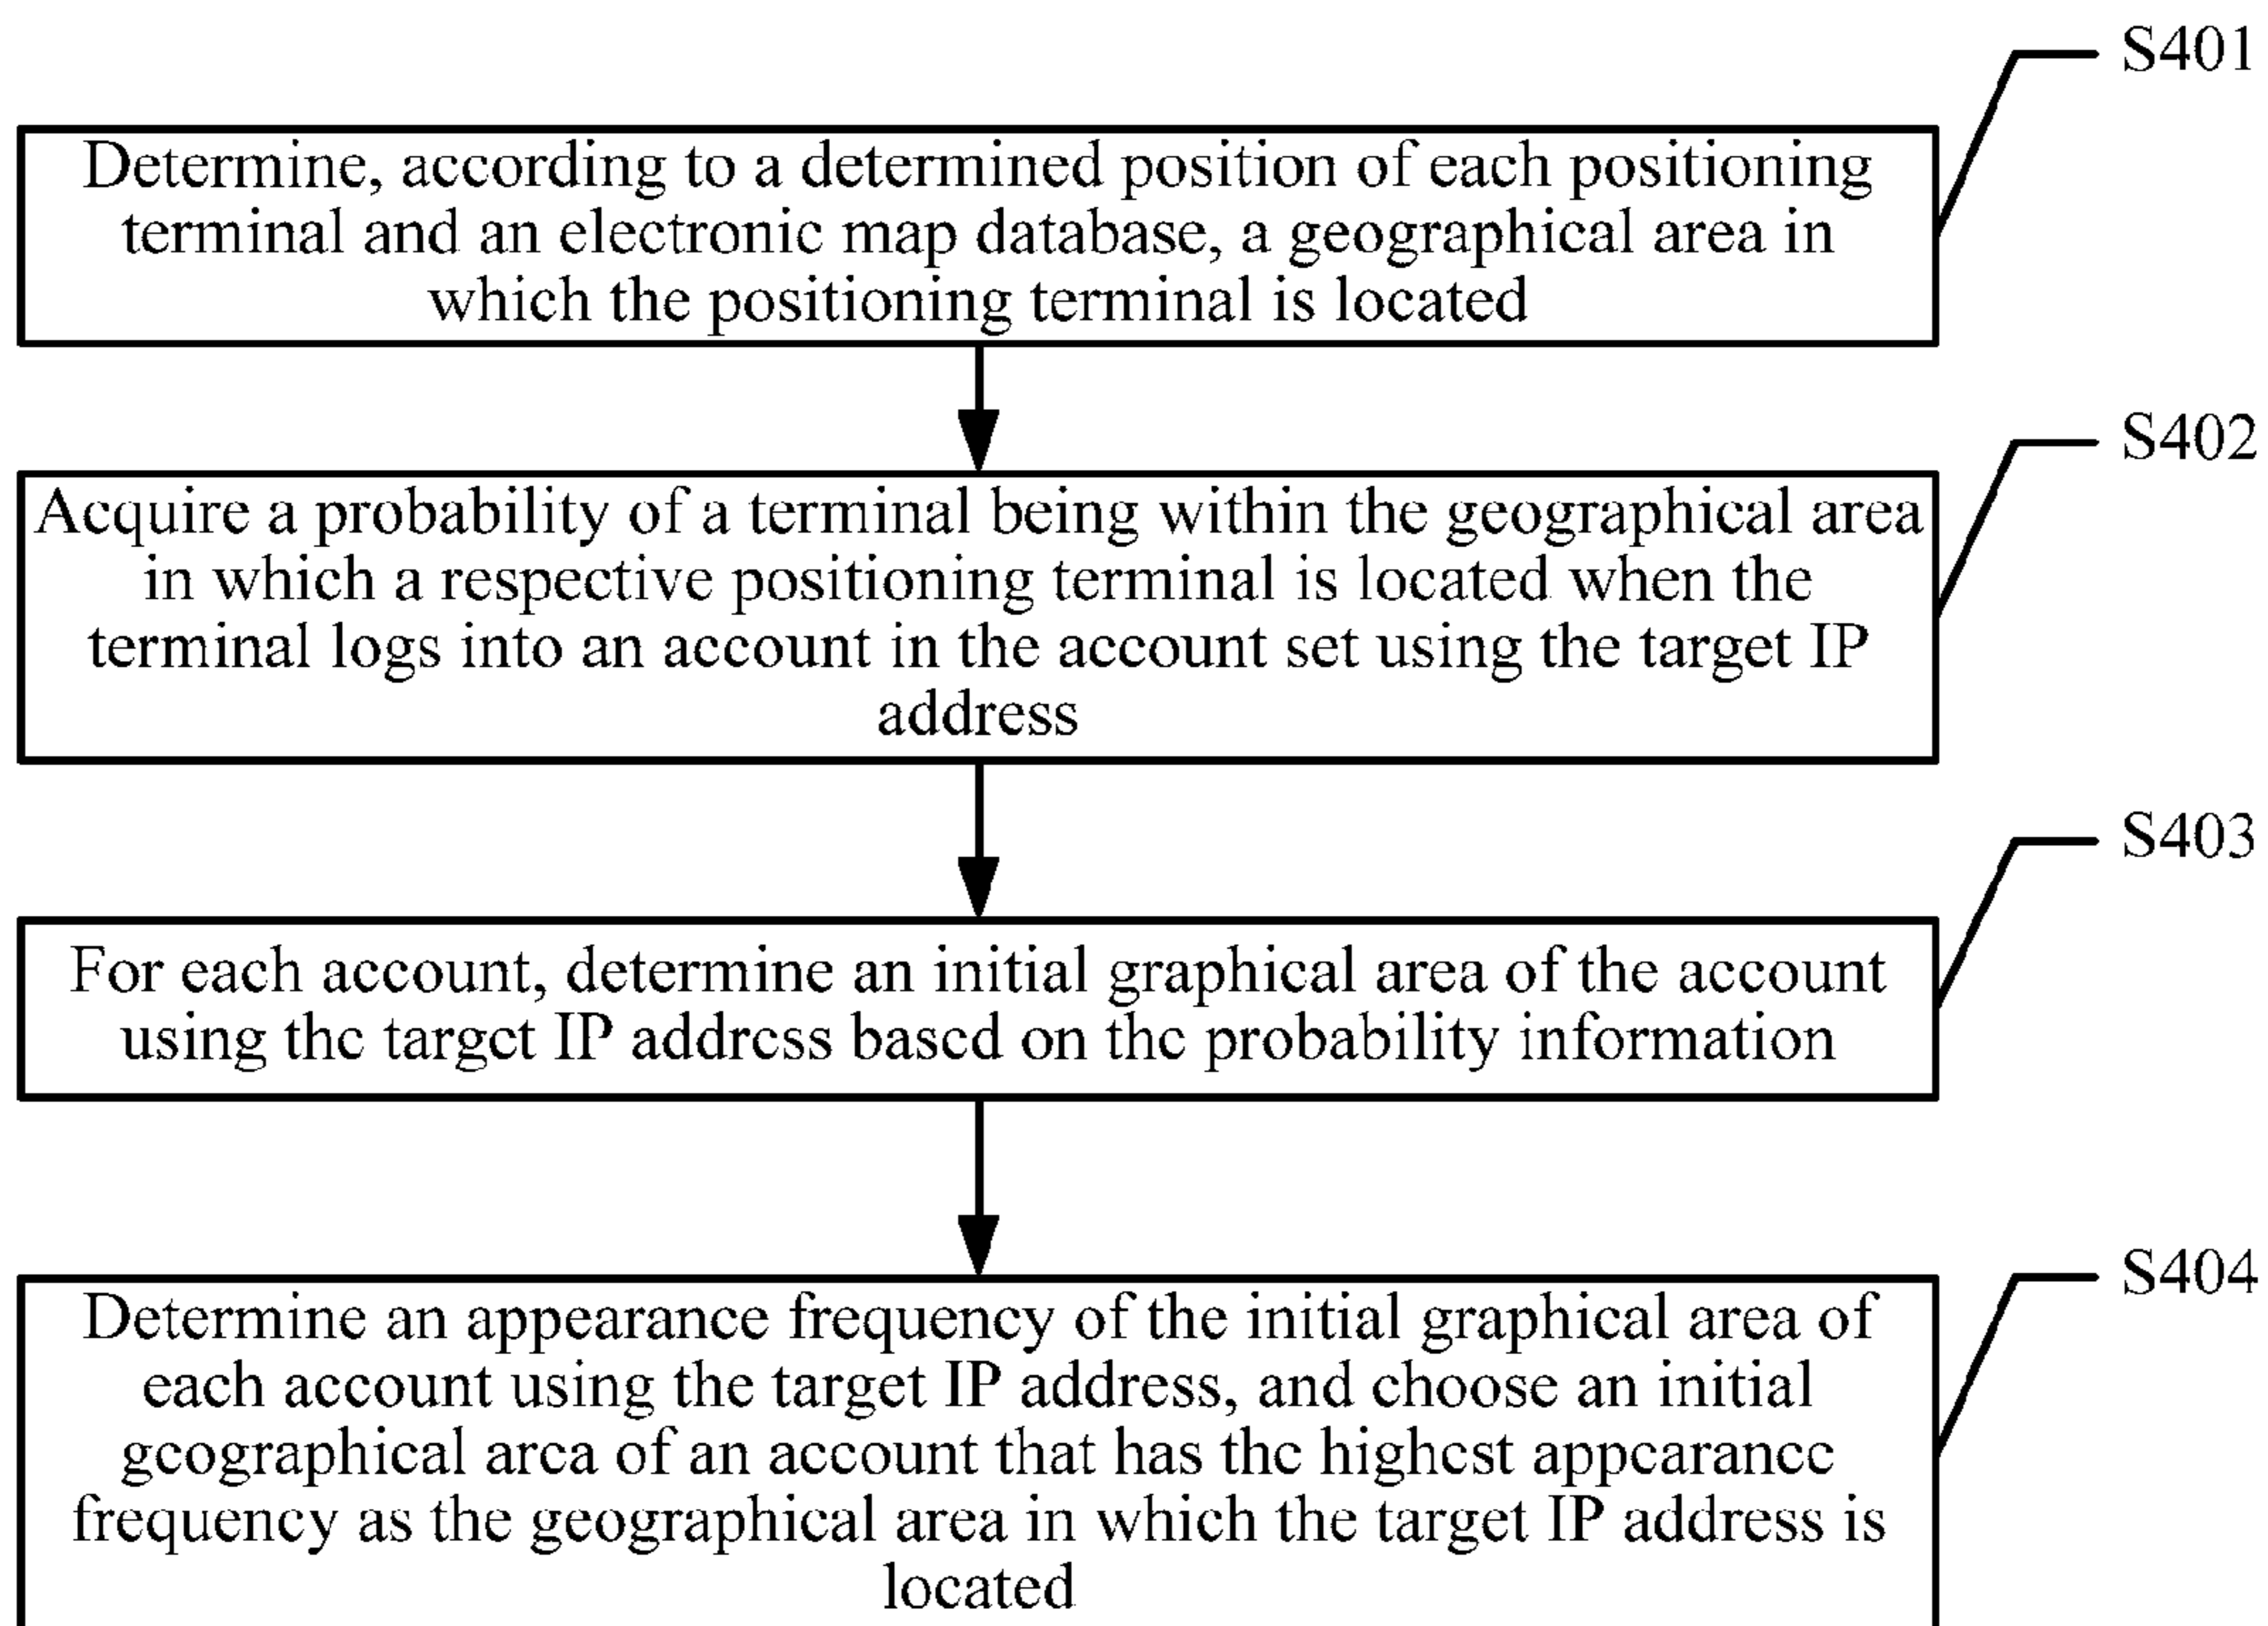 S401
Determine, according to a determined position of each positioning
terminal and an electronic map database, a geographical area in
which the positioning terminal is located
S402
Acquire a probability of a terminal being within the geographical area
in which a respective positioning terminal is located when the
terminal logs into an account in the account set using the target IP
address
S403
For each account, determine an initial graphical area of the account
using the target IP address based on the probability information
S404
Determine an appearance frequency of the initial graphical area of
each account using the target IP address, and choose an initial
geographical area of an account that has the highest appearance
frequency as the geographical area in which the target IP address is
located